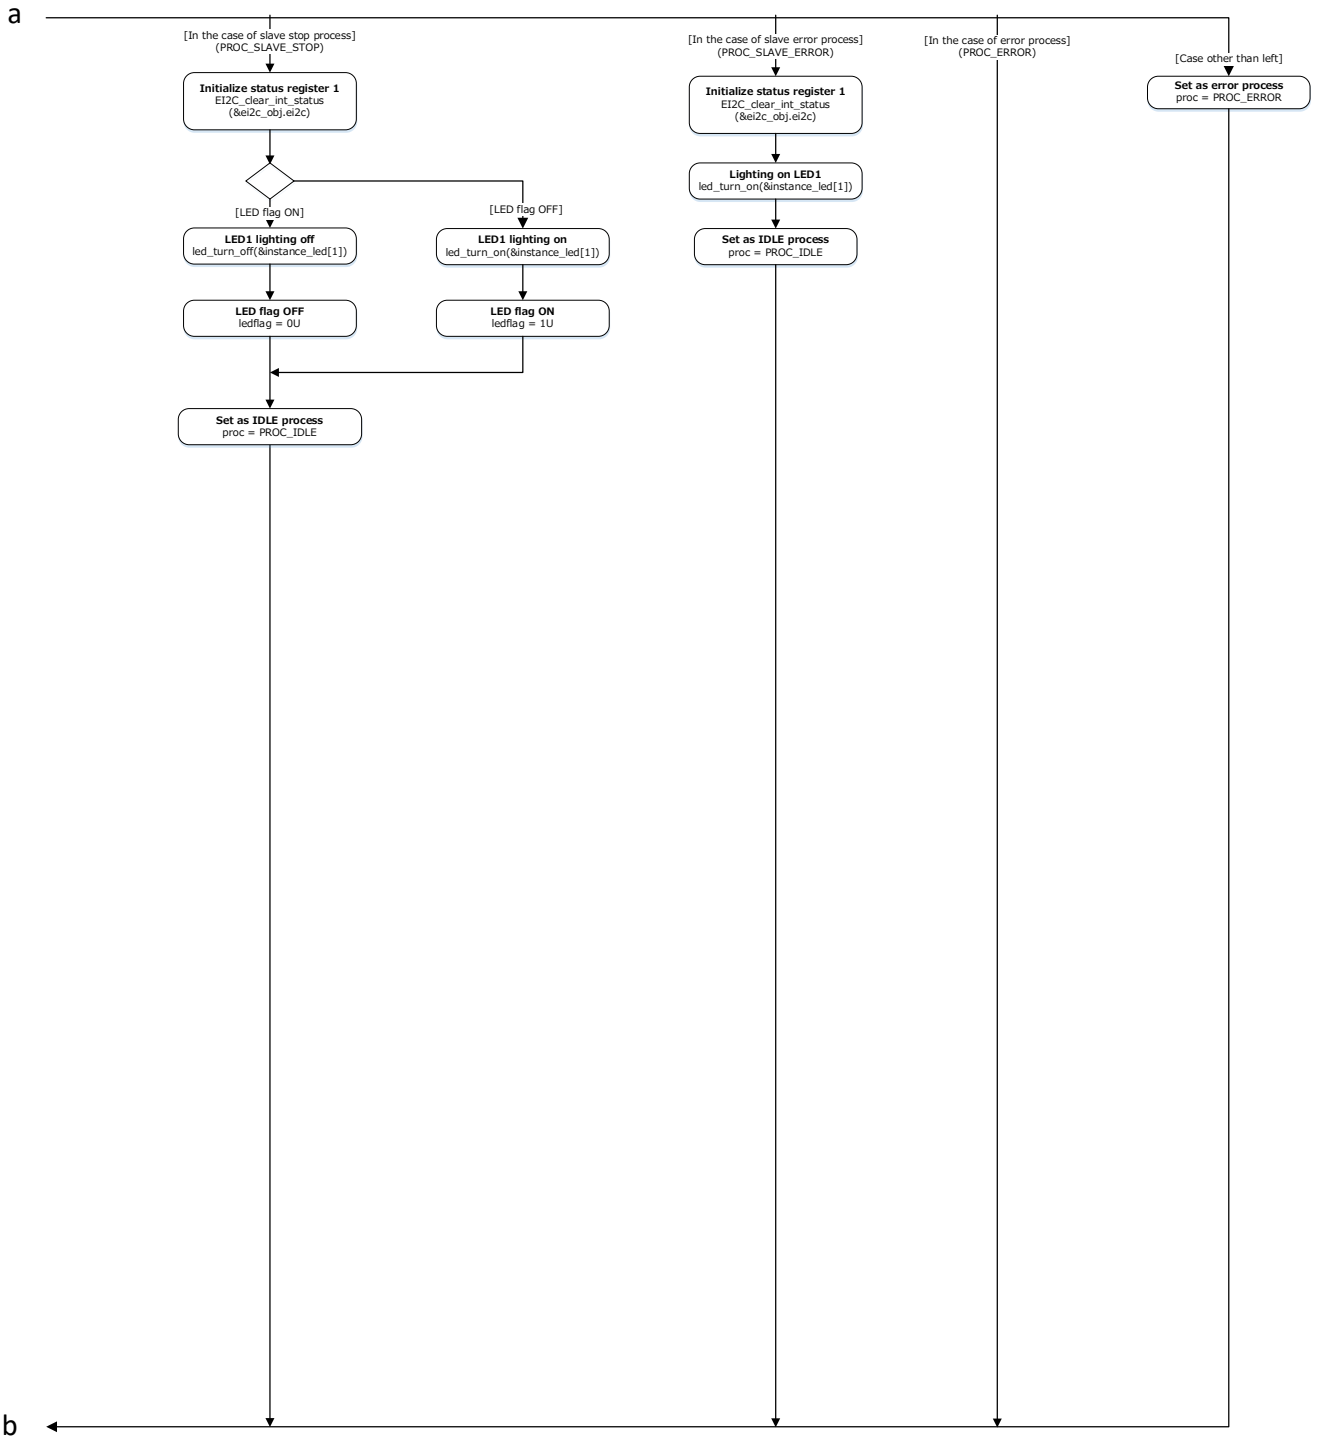 a
[In the case of slave stop process]
(PROC_SLAVE_STOP)
Initialize status register 1
EI2C_clear_int_status
(&ei2c_obj.ei2c)
[LED flag ON]
LED1 lighting off
led_turn_off(&instance_led[1])
LED flag OFF
ledflag = 0U
[LED flag OFF]
LED1 lighting on
led_turn_on(&instance_led[1])
LED flag ON
ledflag = 1U
Set as IDLE process
proc = PROC_IDLE
[In the case of slave error process]
(PROC_SLAVE_ERROR)
Initialize status register 1
EI2C_clear_int_status
(&ei2c_obj.ei2c)
Lighting on LED1
led_turn_on(&instance_led[1])
Set as IDLE process
proc = PROC_IDLE
[In the case of error process]
(PROC_ERROR)
[Case other than left]
Set as error process
proc = PROC_ERROR
b